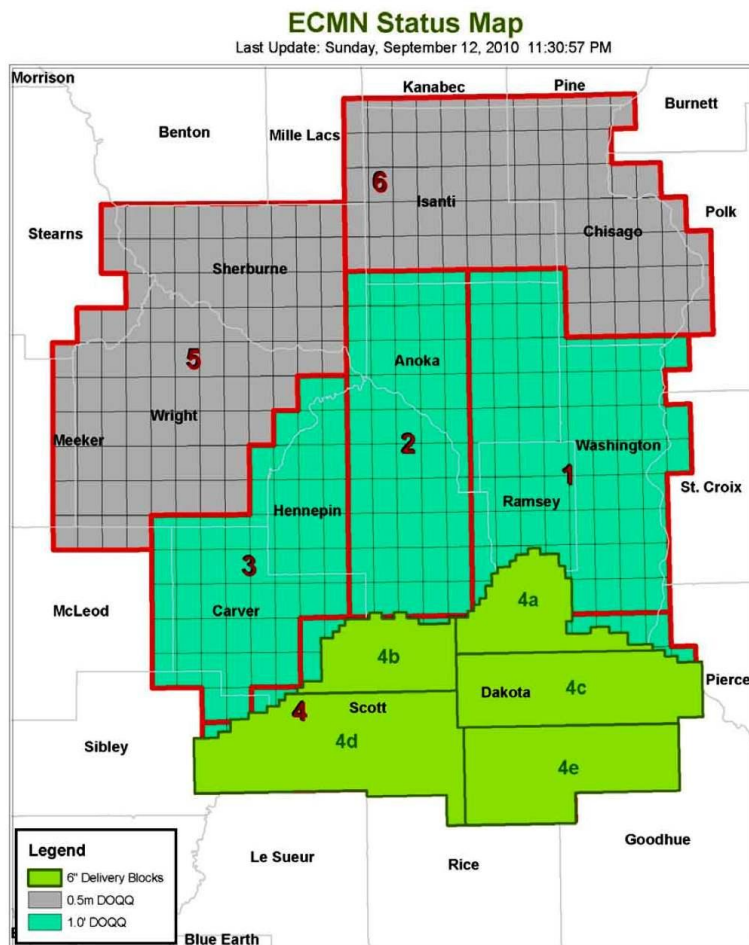 ECMN Status Map
Last Update: Sunday, September 12, 2010 11:30:57 PM
Morrison
Kanabec
Pine
Burnett
Benton
Mille Lacs
6
Isanti
Polk
Stearns
Chisago
Sherburne
5
Anoka
Wright
Meeker
2
Washington
1
St. Croix
Hennepin
Ramsey
3
McLeod
Carver
4a
4b
4c
Pierce
Dakota
4
Scott
Sibley
4d
4e
Goodhue
Legend
6" Delivery Blocks
0.5m DOQQ
1.0' DOQQ
Le Sueur
Rice
Blue Earth